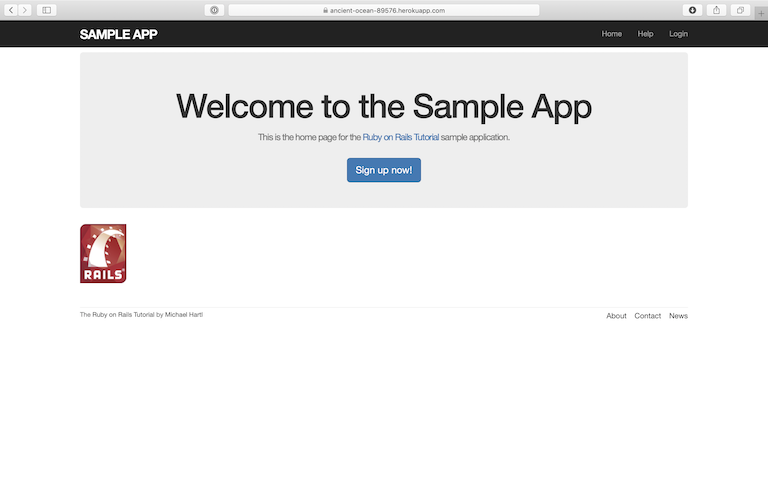 ancient-ocean-89576.herokuapp.com
SAMPLE APP
Home Help Login
Welcome to the Sample App
This is the home page for the Ruby on Rails Tutorial sample application.
Sign up now!
RAILS
The Ruby on Rails Tutorial by Michael Hartl
About Contact News